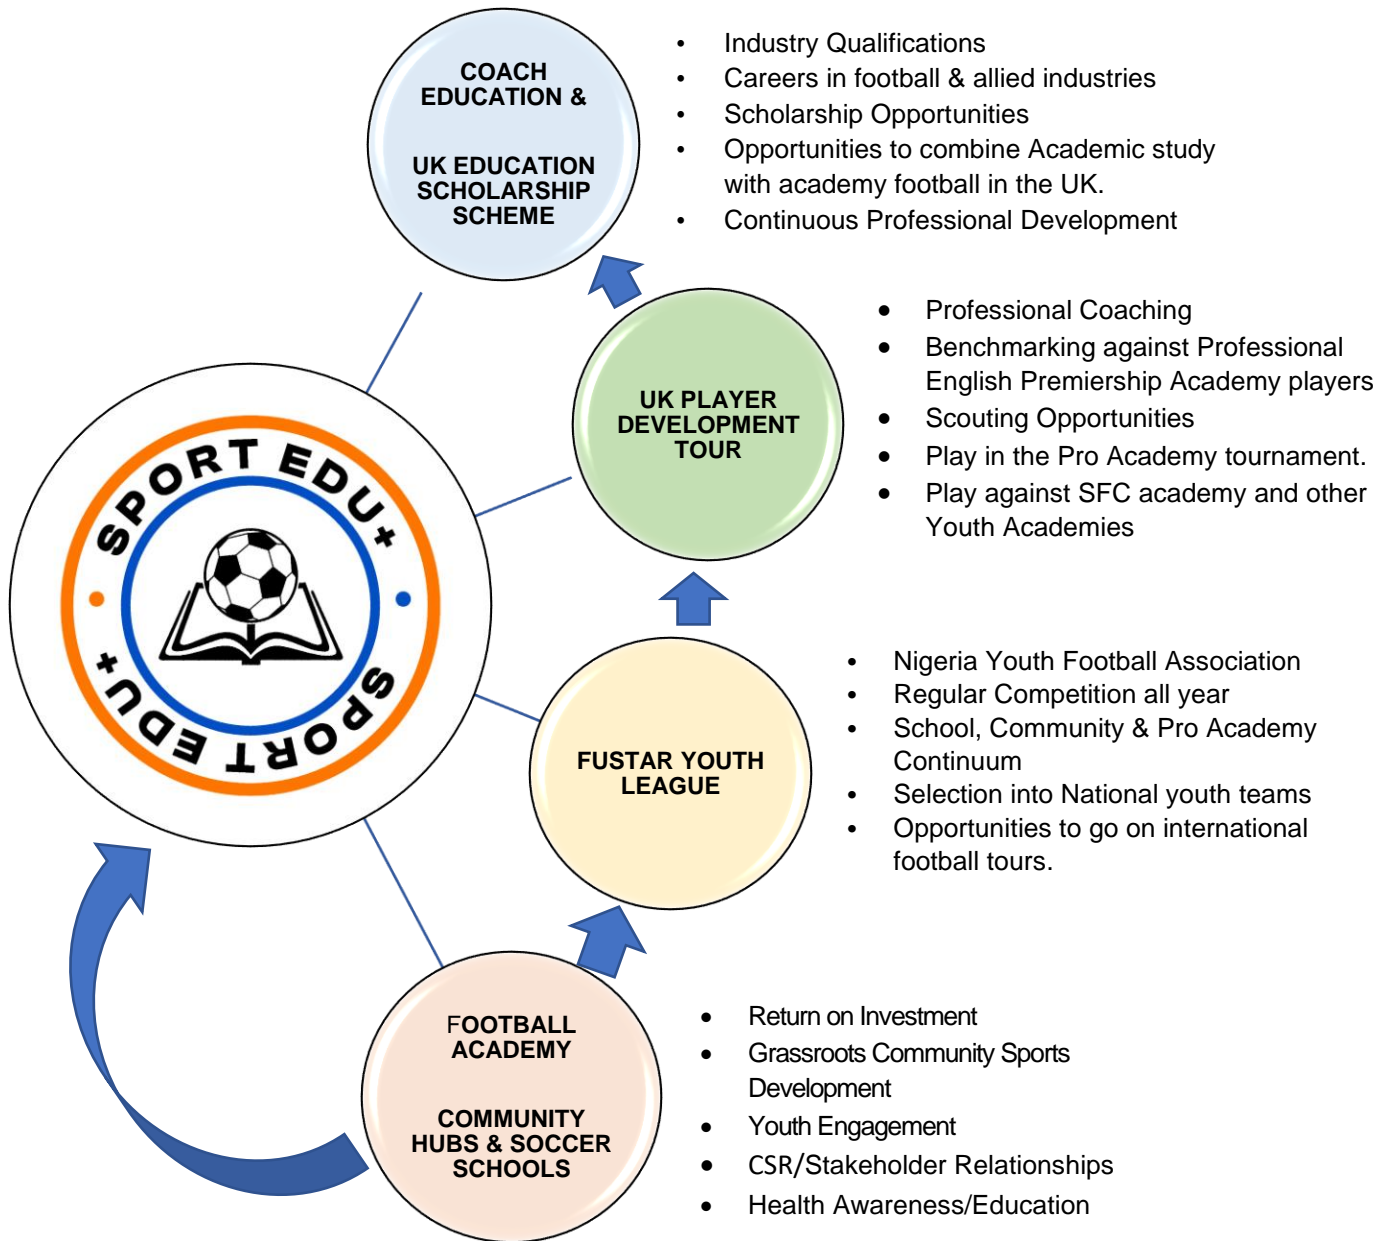 COACH
EDUCATION &
UK EDUCATION
SCHOLARSHIP
SCHEME
• Industry Qualifications
• Careers in football & allied industries
• Scholarship Opportunities
• Opportunities to combine Academic study
with academy football in the UK.
• Continuous Professional Development
UK PLAYER
DEVELOPMENT
TOUR
• Professional Coaching
• Benchmarking against Professional
English Premiership Academy players
• Scouting Opportunities
• Play in the Pro Academy tournament.
• Play against SFC academy and other
Youth Academies
SPORT EDU+
SPORT EDU+
FUSTAR YOUTH
LEAGUE
• Nigeria Youth Football Association
• Regular Competition all year
• School, Community & Pro Academy
Continuum
• Selection into National youth teams
• Opportunities to go on international
football tours.
FOOTBALL
ACADEMY
COMMUNITY
HUBS & SOCCER
SCHOOLS
• Return on Investment
• Grassroots Community Sports
Development
• Youth Engagement
• CSR/Stakeholder Relationships
• Health Awareness/Education